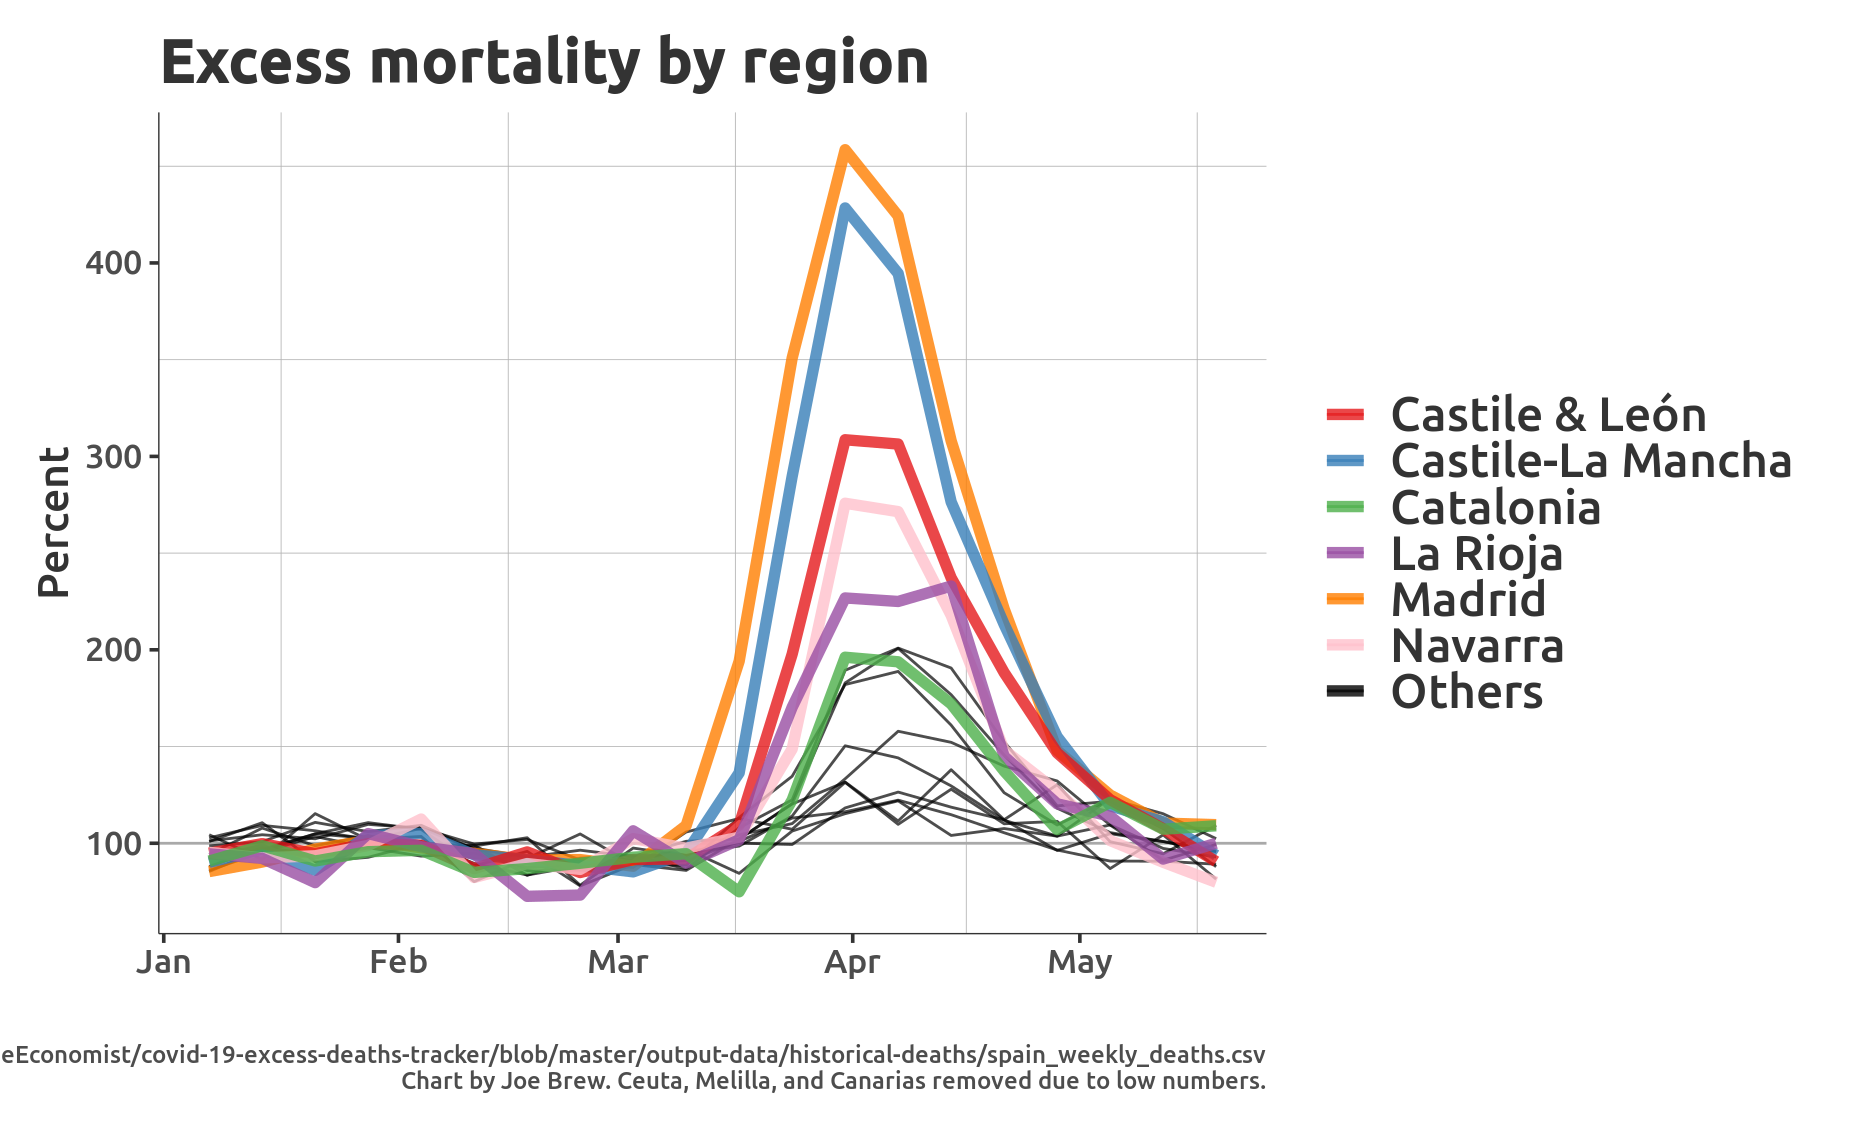 Excess mortality by region
Percent
400
300
200
100
Jan Feb Mar Apr May
Castile & León
Castile-La Mancha
Catalonia
La Rioja
Madrid
Navarra
Others
eEconomist/covid-19-excess-deaths-tracker/blob/master/output-data/historical-deaths/spain_weekly_deaths.csv
Chart by Joe Brew. Ceuta, Melilla, and Canarias removed due to low numbers.